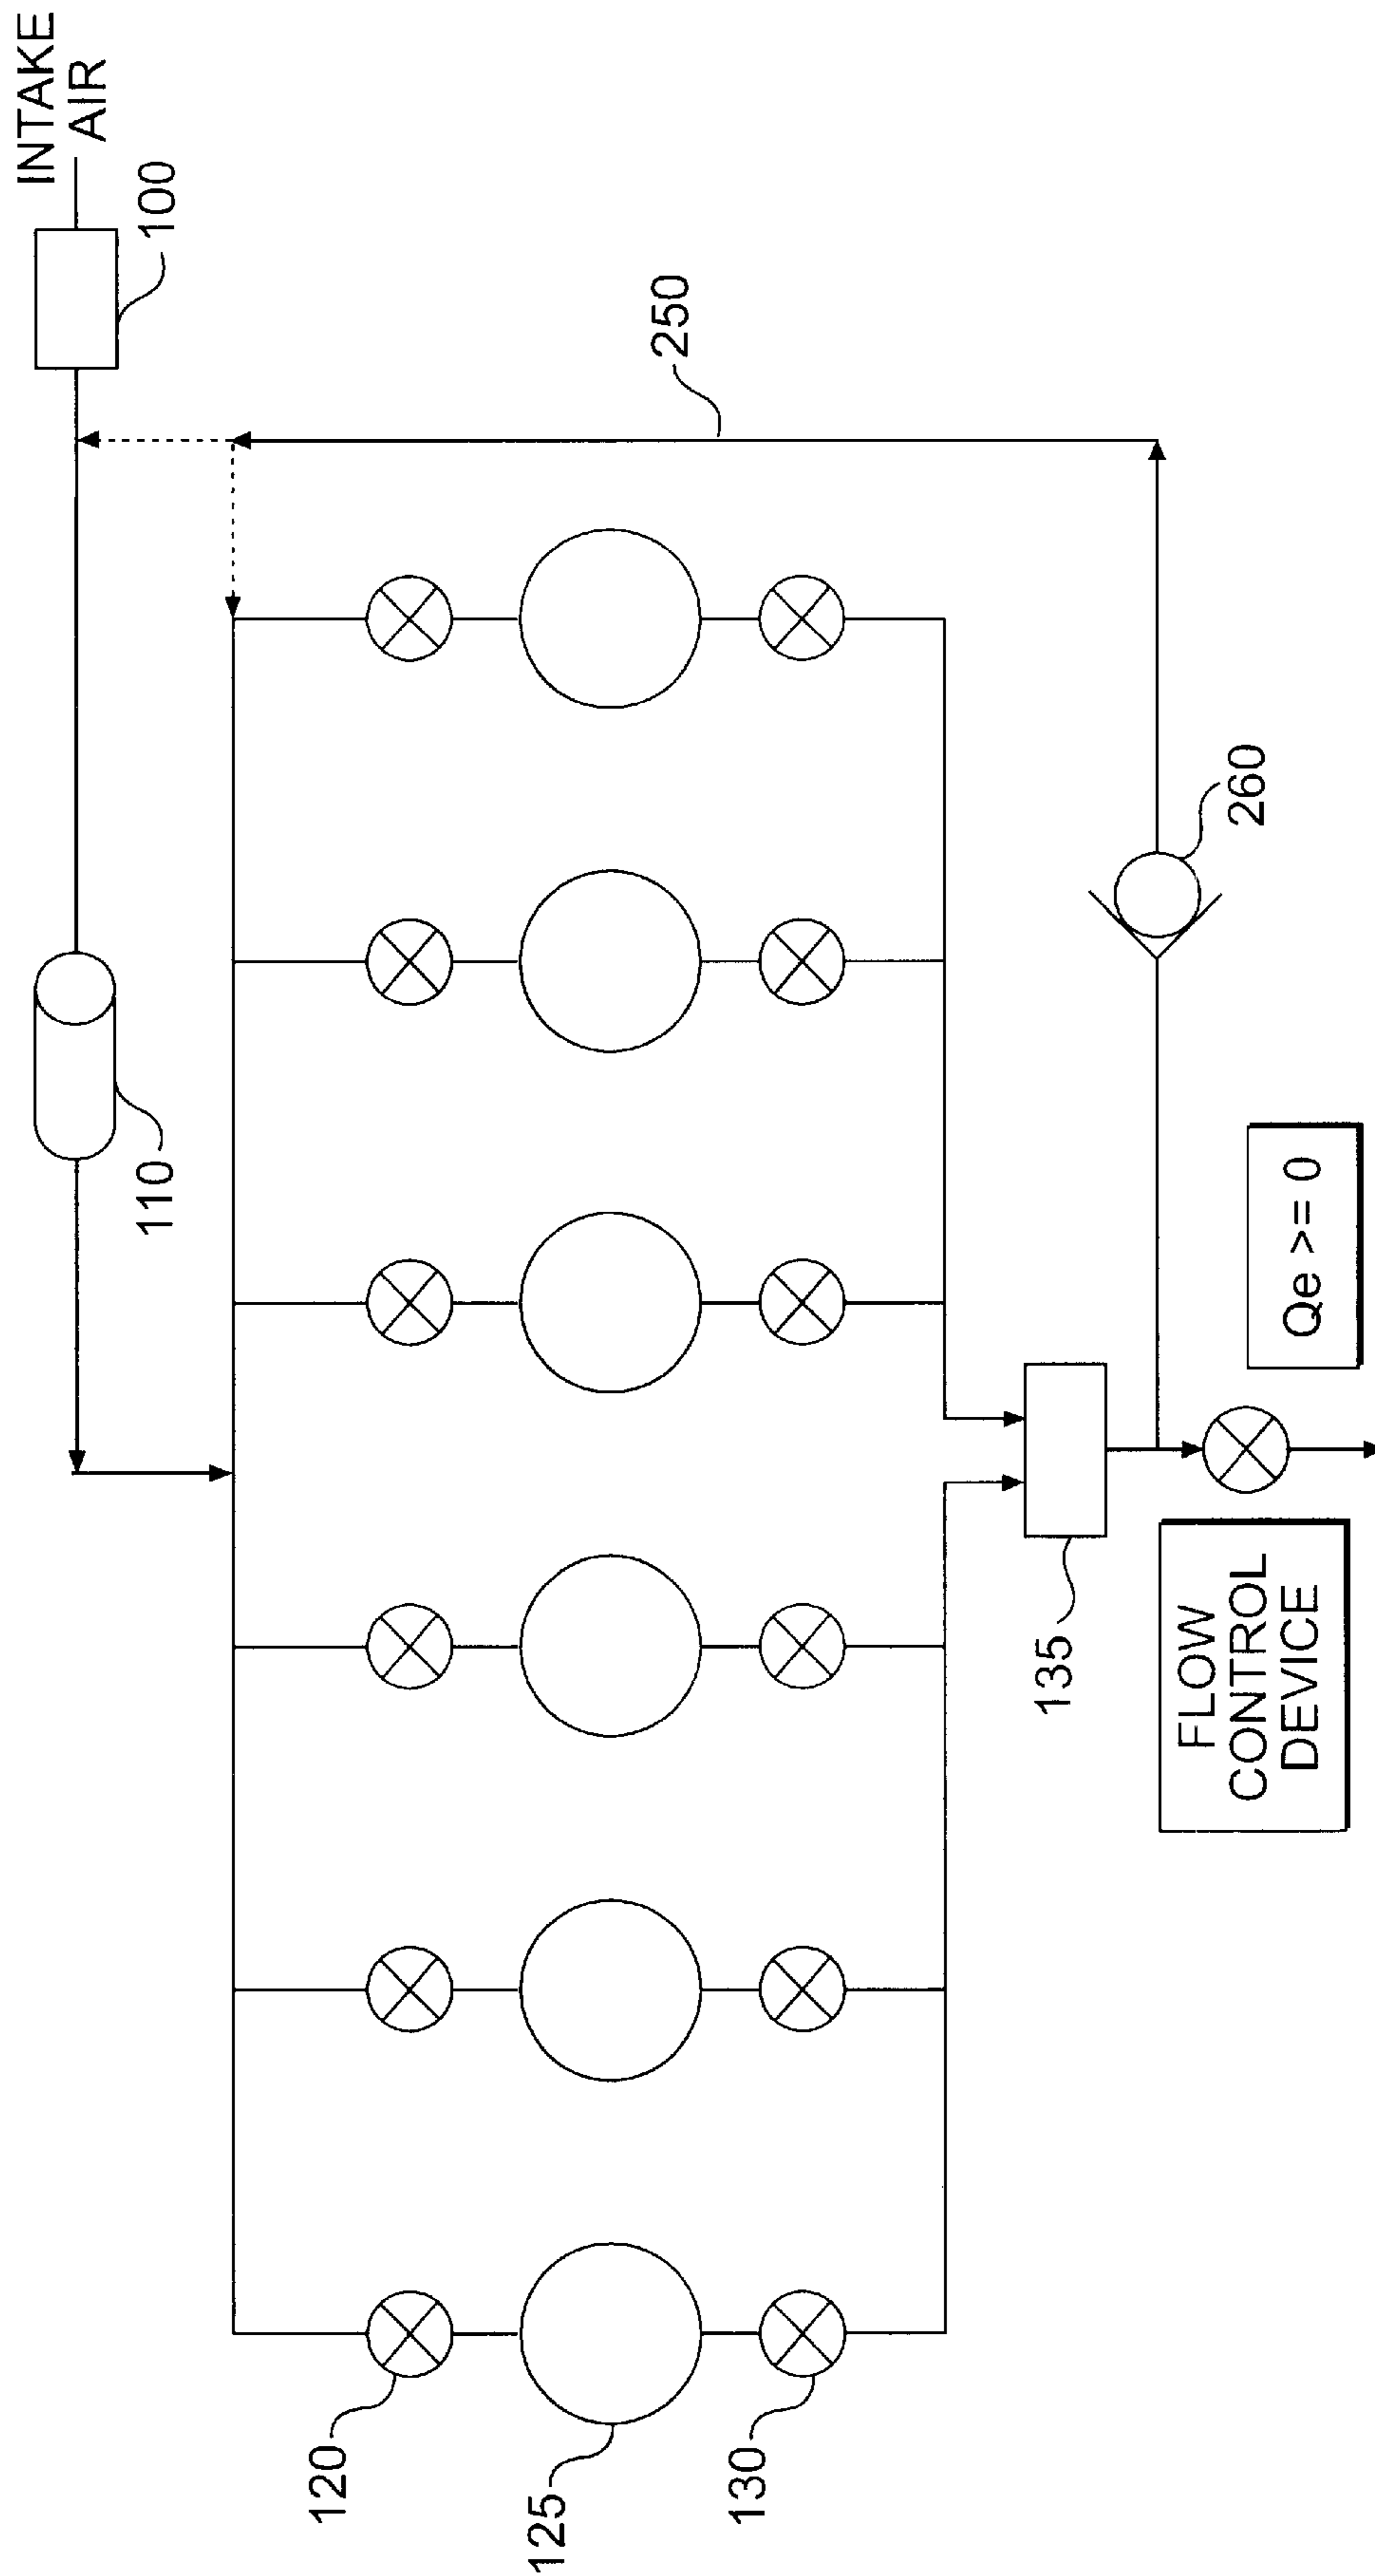 INTAKE
AIR
100
110
250
120
125
130
260
135
Qe >= 0
FLOW
CONTROL
DEVICE